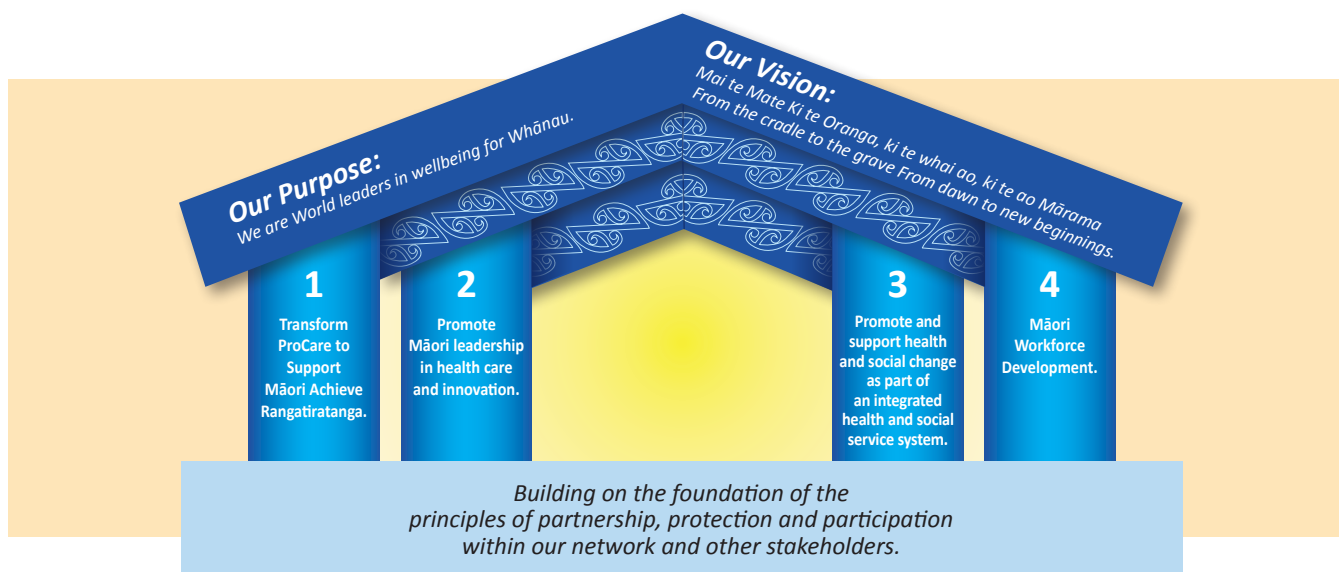 Our Purpose:
We are World leaders in wellbeing for Whānau.
Our Vision:
Mai te Mate Ki te Oranga, ki te whai ao, ki te ao Mārama
From the cradle to the grave From dawn to new beginnings.
1
Transform
ProCare to
Support
Māori Achieve
Rangatiratanga.
2
Promote
Māori leadership
in health care
and innovation.
3
Promote and
support health
and social change
as part of
an integrated
health and social
service system.
4
Māori
Workforce
Development.
Building on the foundation of the
principles of partnership, protection and participation
within our network and other stakeholders.